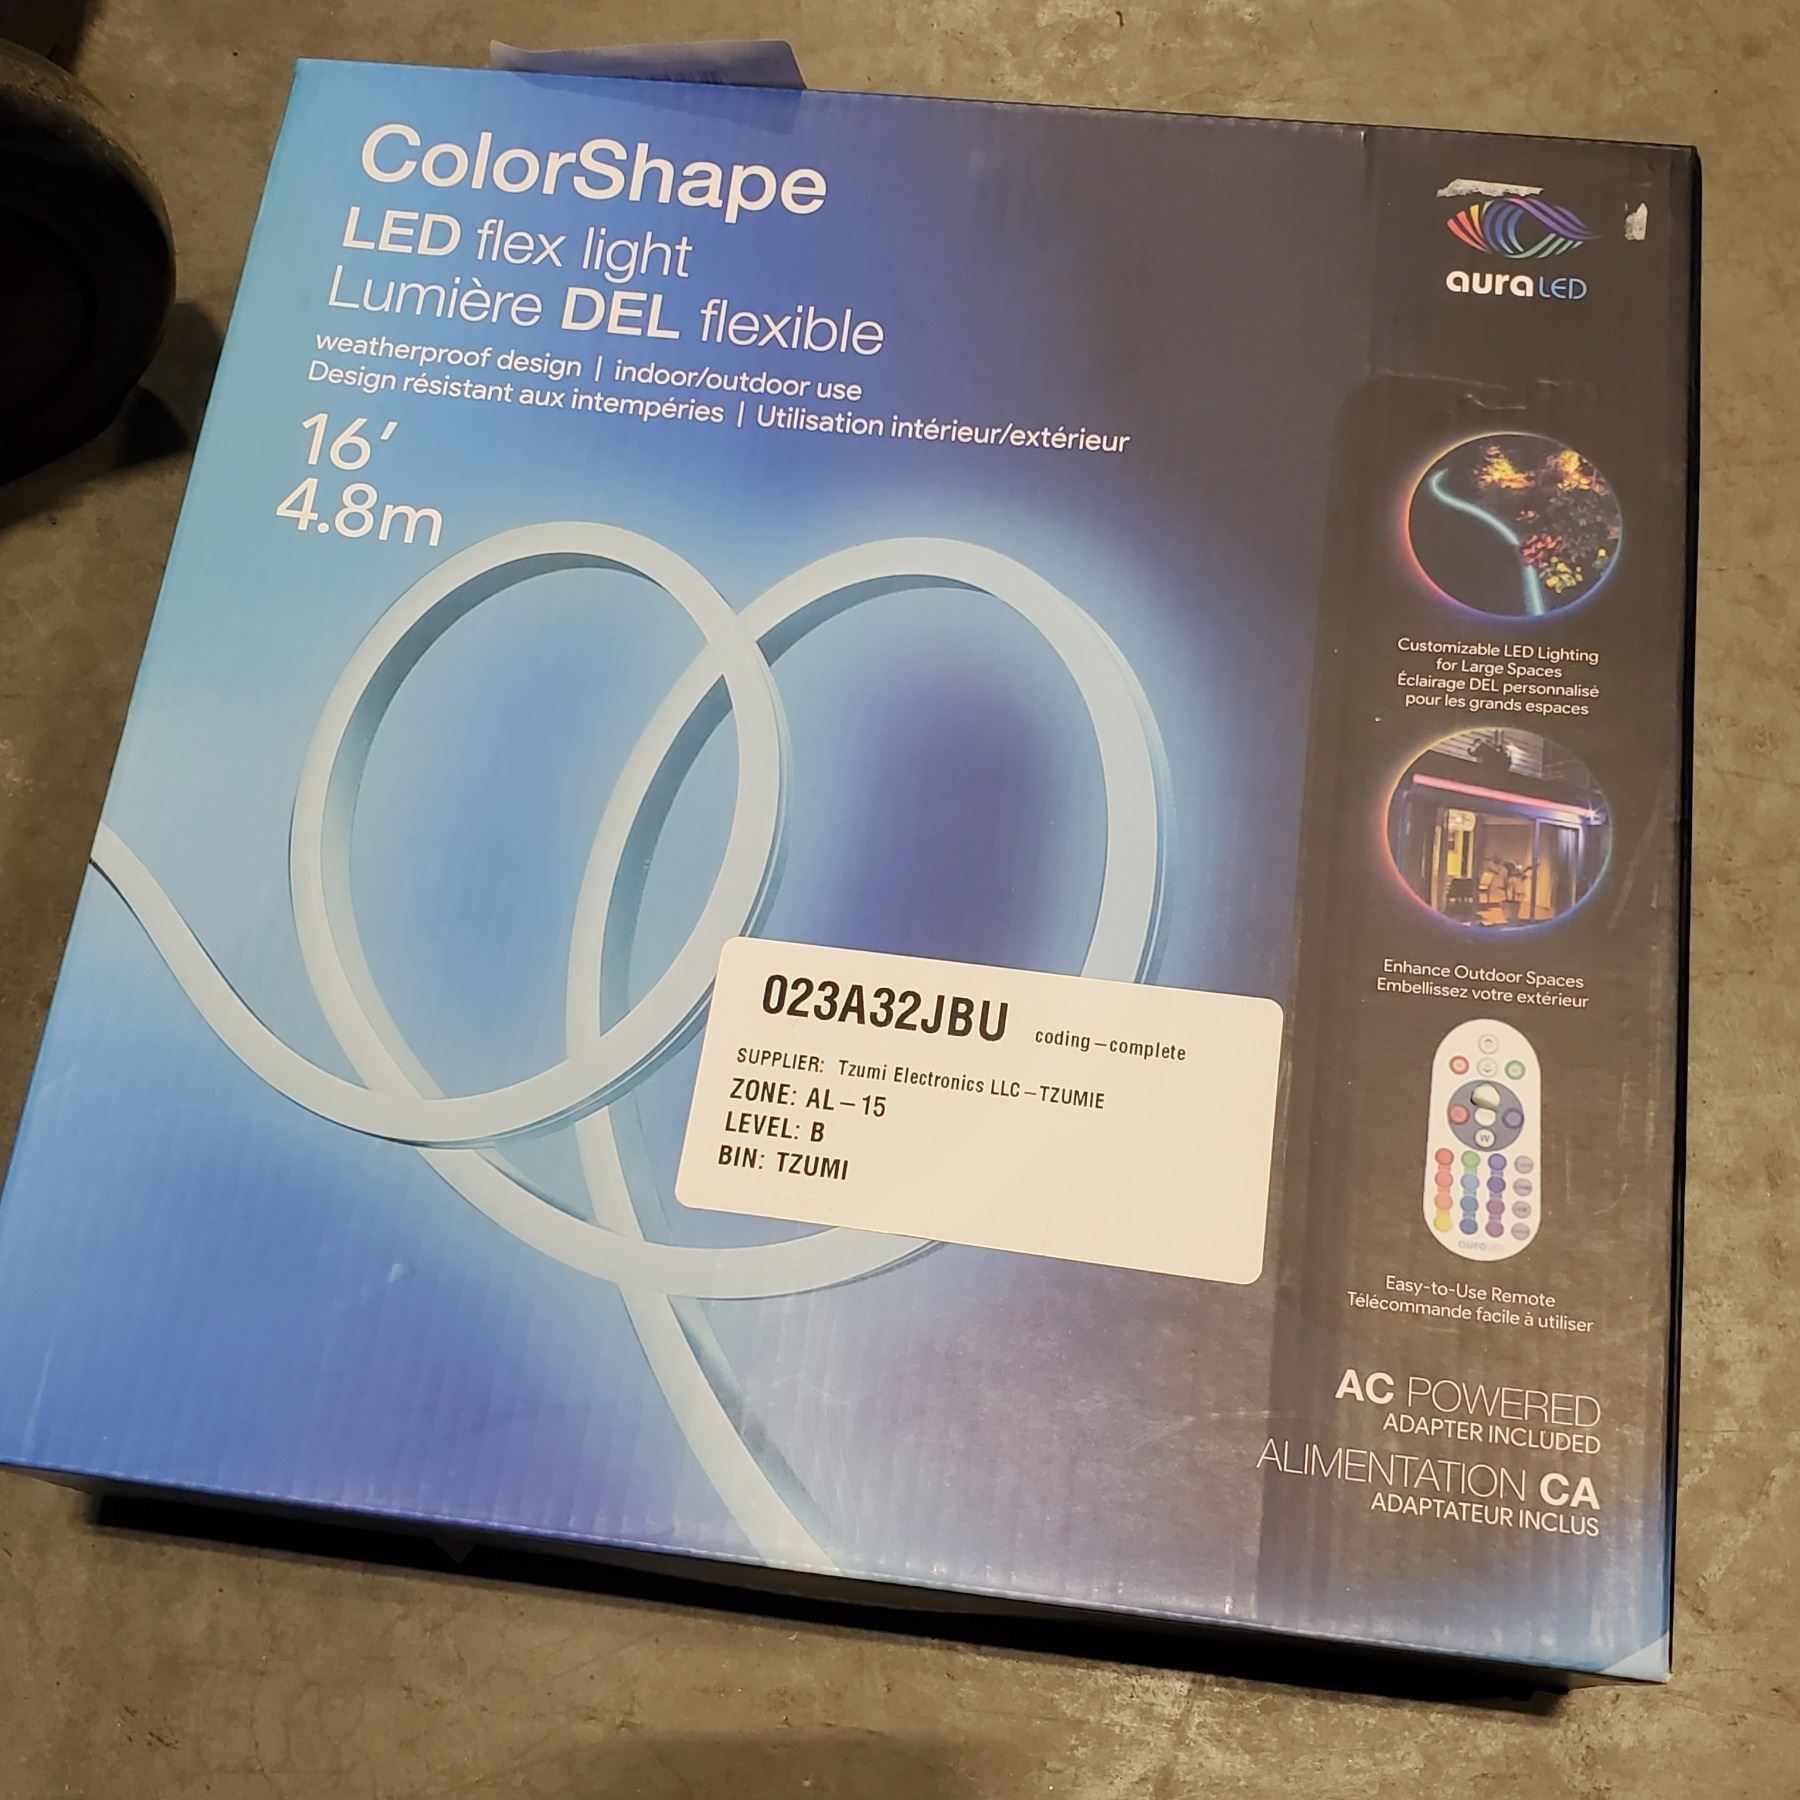 ColorShape
LED flex light
Lumière DEL flexible
weatherproof design | indoor/outdoor use
Design résistant aux intempéries | Utilisation intérieur/extérieur
16'
4.8m
auraLED
Customizable LED Lighting
for Large Spaces
Éclairage DEL personnalisé
pour les grands espaces
Enhance Outdoor Spaces
Embellissez votre extérieur
W
auraLED
Easy-to-Use Remote
Télécommande facile à utiliser
AC POWERED
ADAPTER INCLUDED
ALIMENTATION CA
ADAPTATEUR INCLUS
023A32JBU coding-complete
SUPPLIER: Tzumi Electronics LLC-TZUMIE
ZONE: AL-15
LEVEL: B
BIN: TZUMI